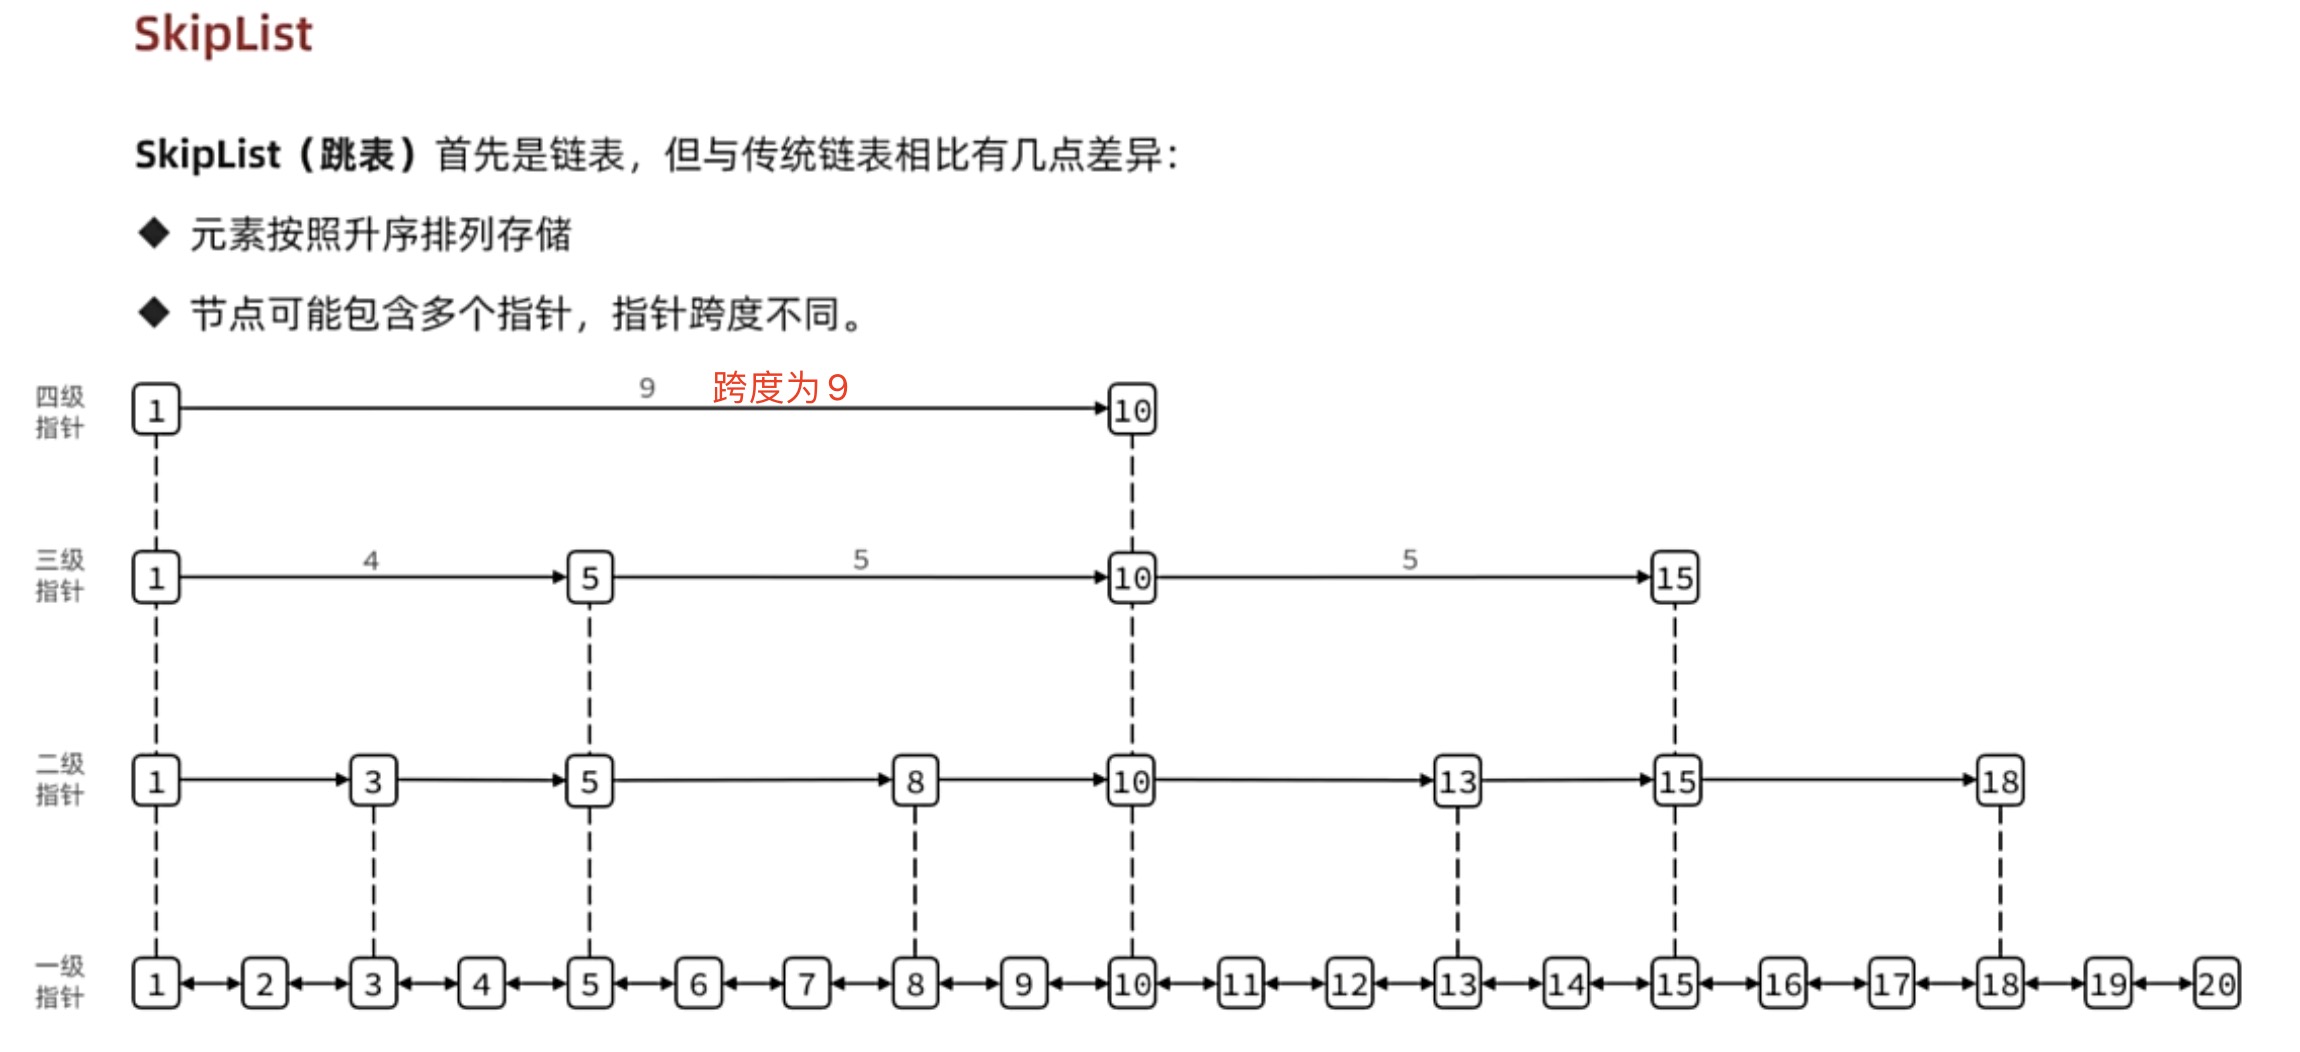 SkipList
SkipList（跳表）首先是链表，但与传统链表相比有几点差异：
◆ 元素按照升序排列存储
◆ 节点可能包含多个指针，指针跨度不同。
四级
指针
1 9 跨度为 9 10
三级
指针
1 4 5 5 10 5 15
二级
指针
1 3 5 8 10 13 15 18
一级
指针
1 2 3 4 5 6 7 8 9 10 11 12 13 14 15 16 17 18 19 20